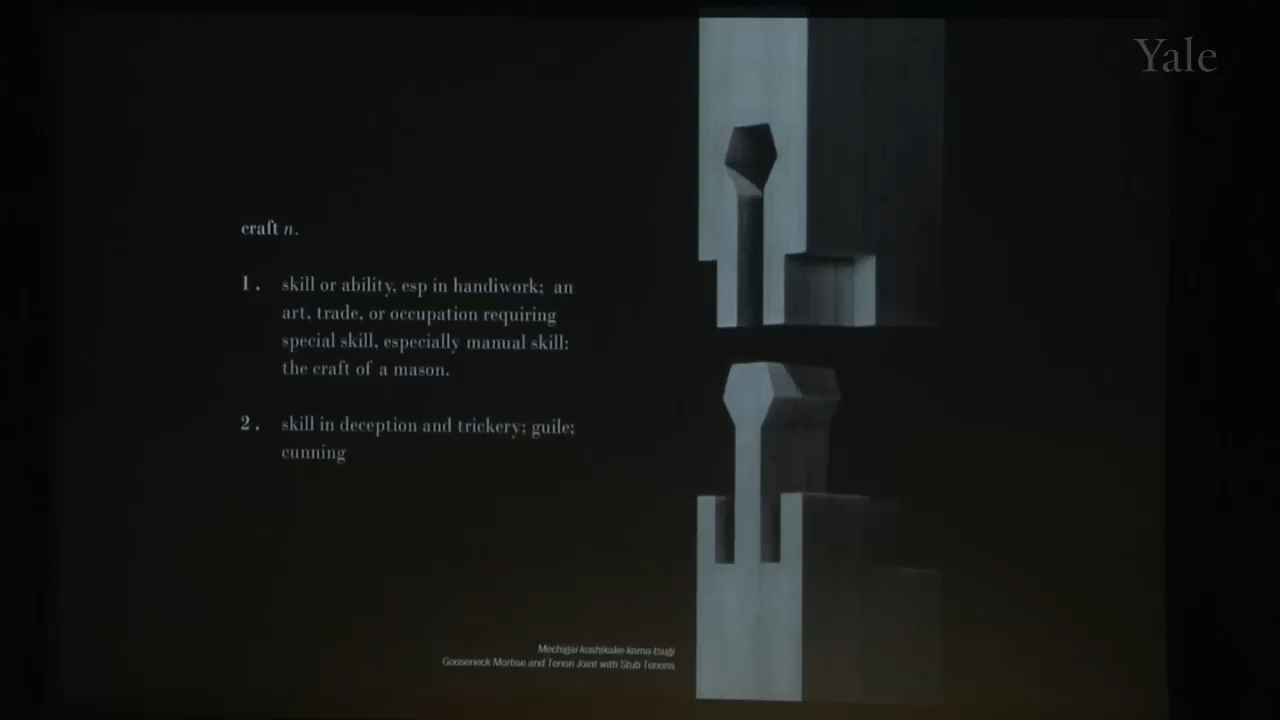 Yale
craft n.
1. skill or ability, esp in handiwork; an
art, trade, or occupation requiring
special skill, especially manual skill:
the craft of a mason.
2. skill in deception and trickery; guile;
cunning
Mechigai-koshikake-kama-tsugi
Gooseneck Mortise and Tenon Joint with Stub Tenons